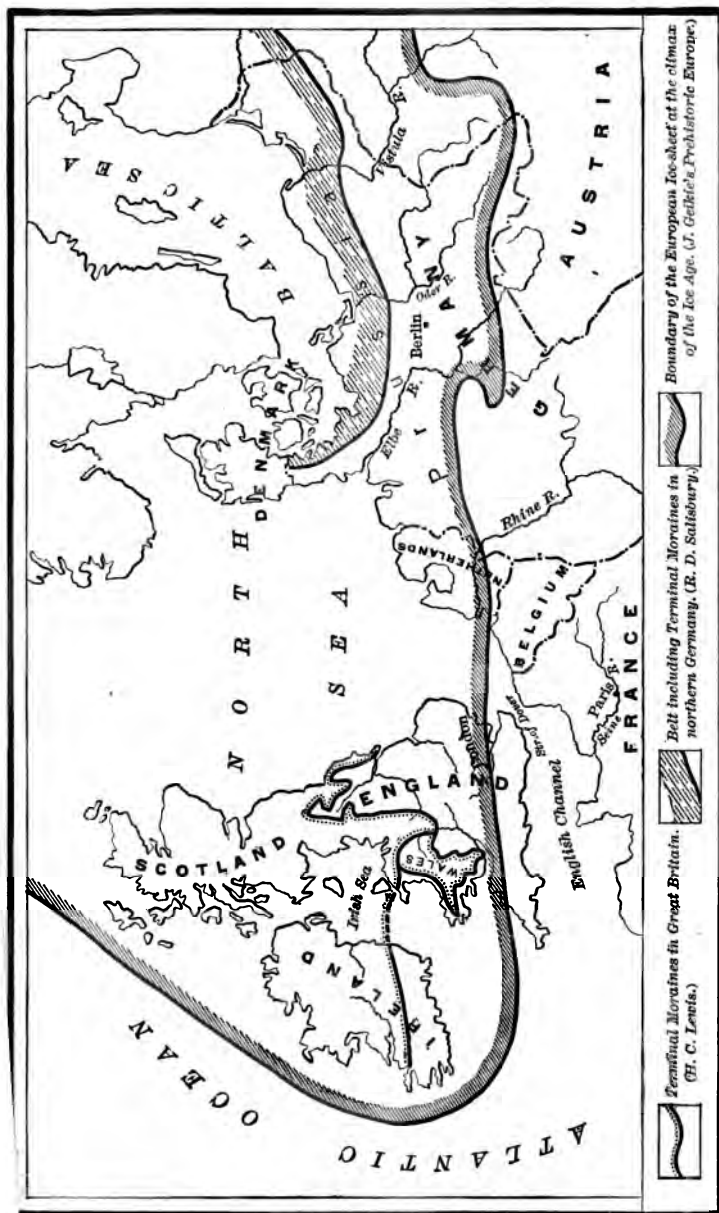 ATLANTIC OCEAN
NORTH SEA
BALTIC SEA
SCOTLAND
IRELAND
Irish Sea
ENGLAND
WALES
London
Str. of Dover
English Channel
DENMARK
NETHERLANDS
BELGIUM
Paris
Seine R.
FRANCE
Rhine R.
Elbe R.
Berlin
Oder R.
Vistula R.
GERMANY
AUSTRIA
Terminal Moraines in Great Britain.
(H. C. Lewis.)
Belt including Terminal Moraines in
northern Germany. (R. D. Salisbury.)
Boundary of the European Ice-sheet at the climax
of the Ice Age. (J. Geikie's Prehistoric Europe.)